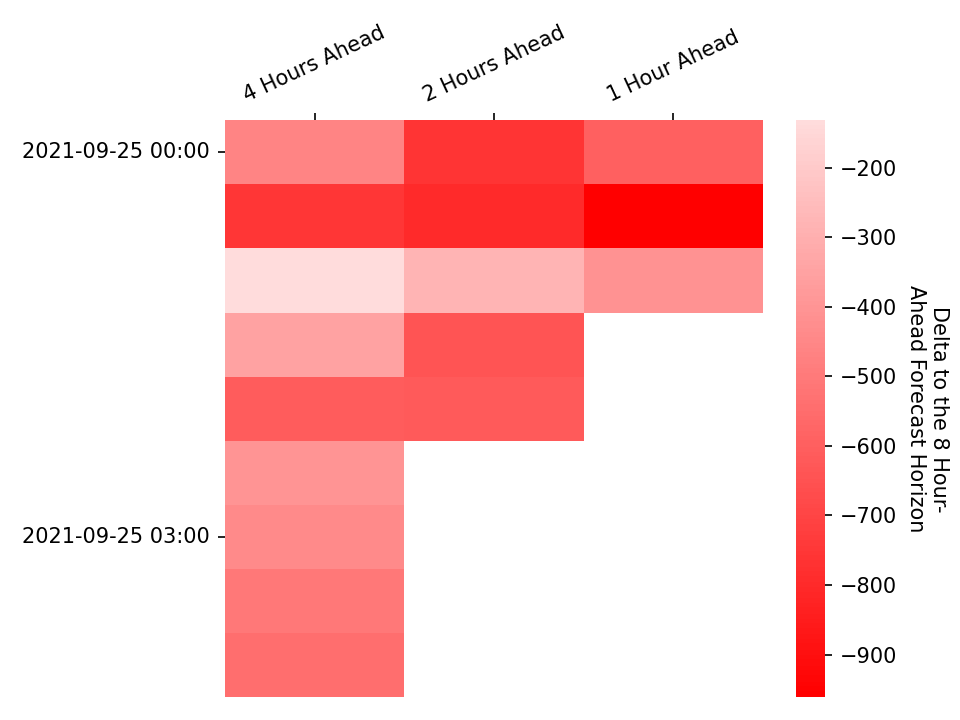 4 Hours Ahead
2 Hours Ahead
1 Hour Ahead
2021-09-25 00:00
2021-09-25 03:00
−200
−300
−400
−500
−600
−700
−800
−900
Delta to the 8 Hour-
Ahead Forecast Horizon